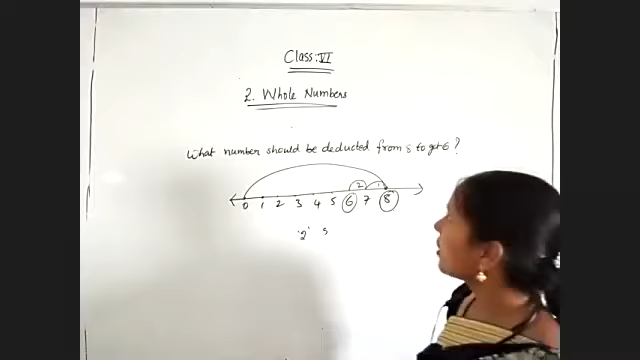 Class: VI
2. Whole Numbers
What number should be deducted from 8 to get 6?
2 1
0 1 2 3 4 5 6 7 8
'2' s